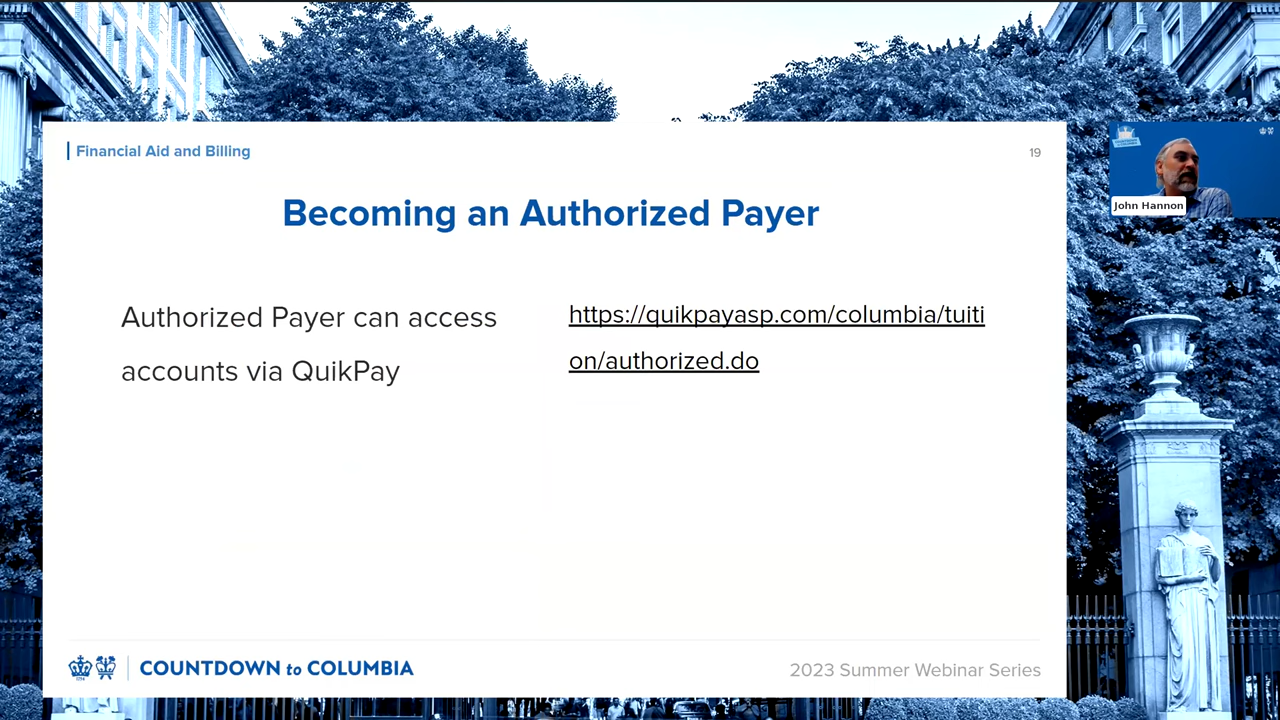 Financial Aid and Billing
19
Becoming an Authorized Payer
Authorized Payer can access
accounts via QuikPay
https://quikpayasp.com/columbia/tuiti
on/authorized.do
John Hannon
COUNTDOWN to COLUMBIA
2023 Summer Webinar Series